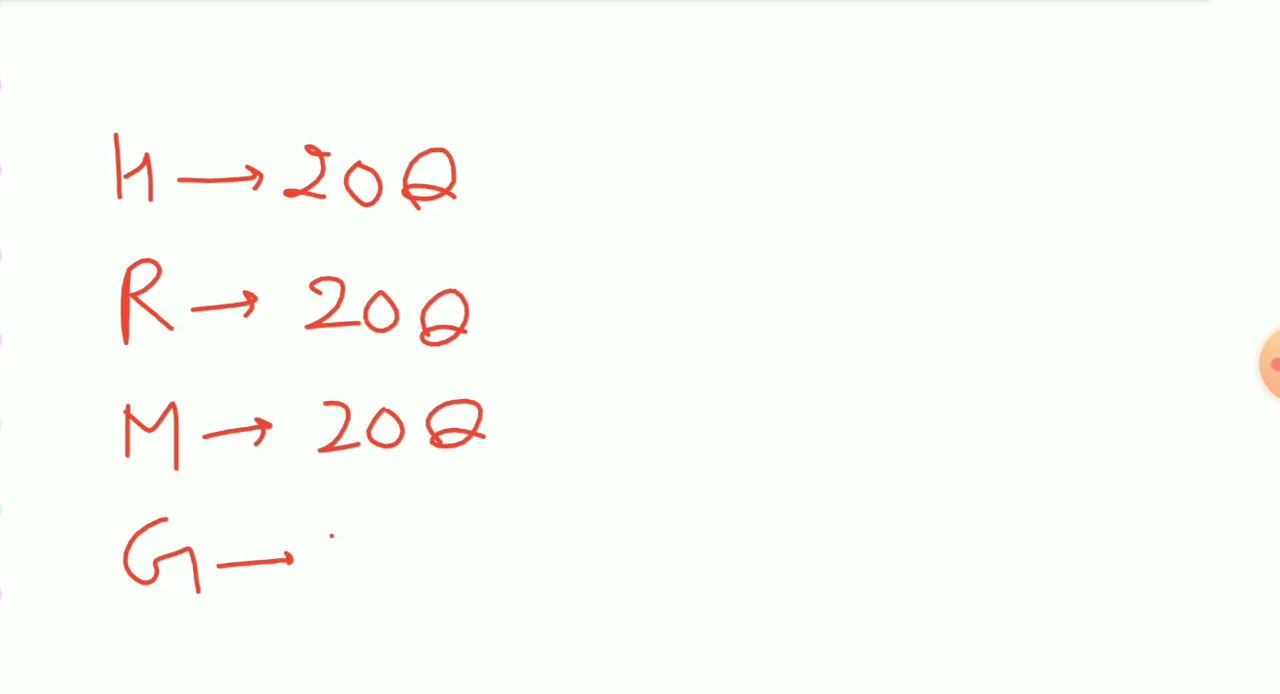 H → 20Q
R → 20Q
M → 20Q
G →